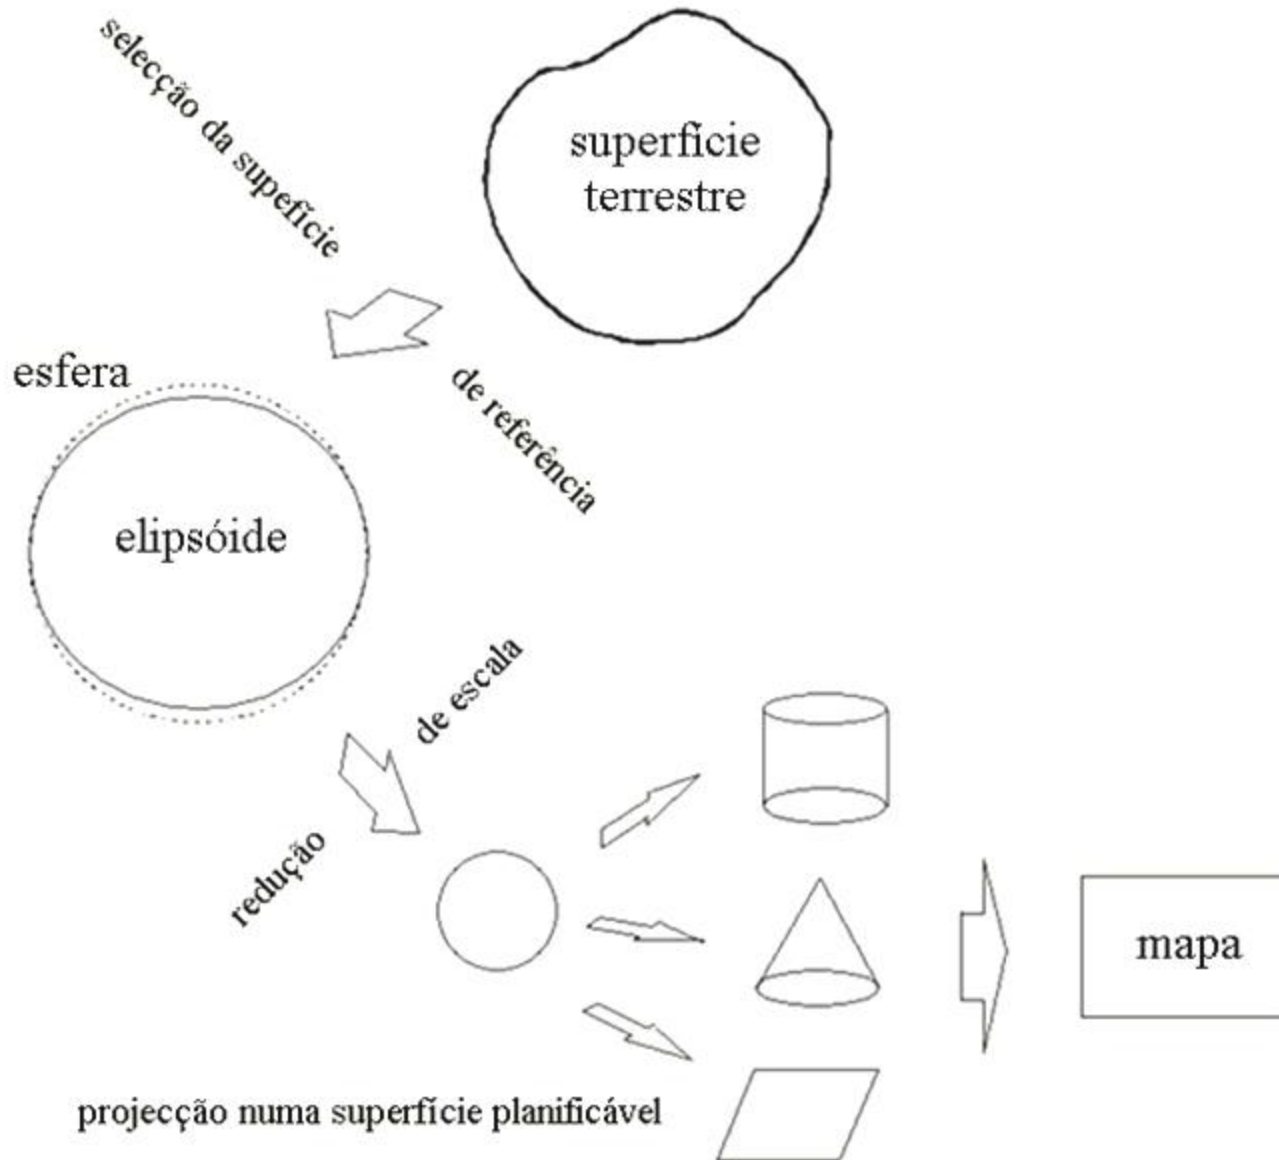 selecção da supefície
superfície
terrestre
esfera
de referência
elipsóide
de escala
redução
mapa
projecção numa superfície planificável